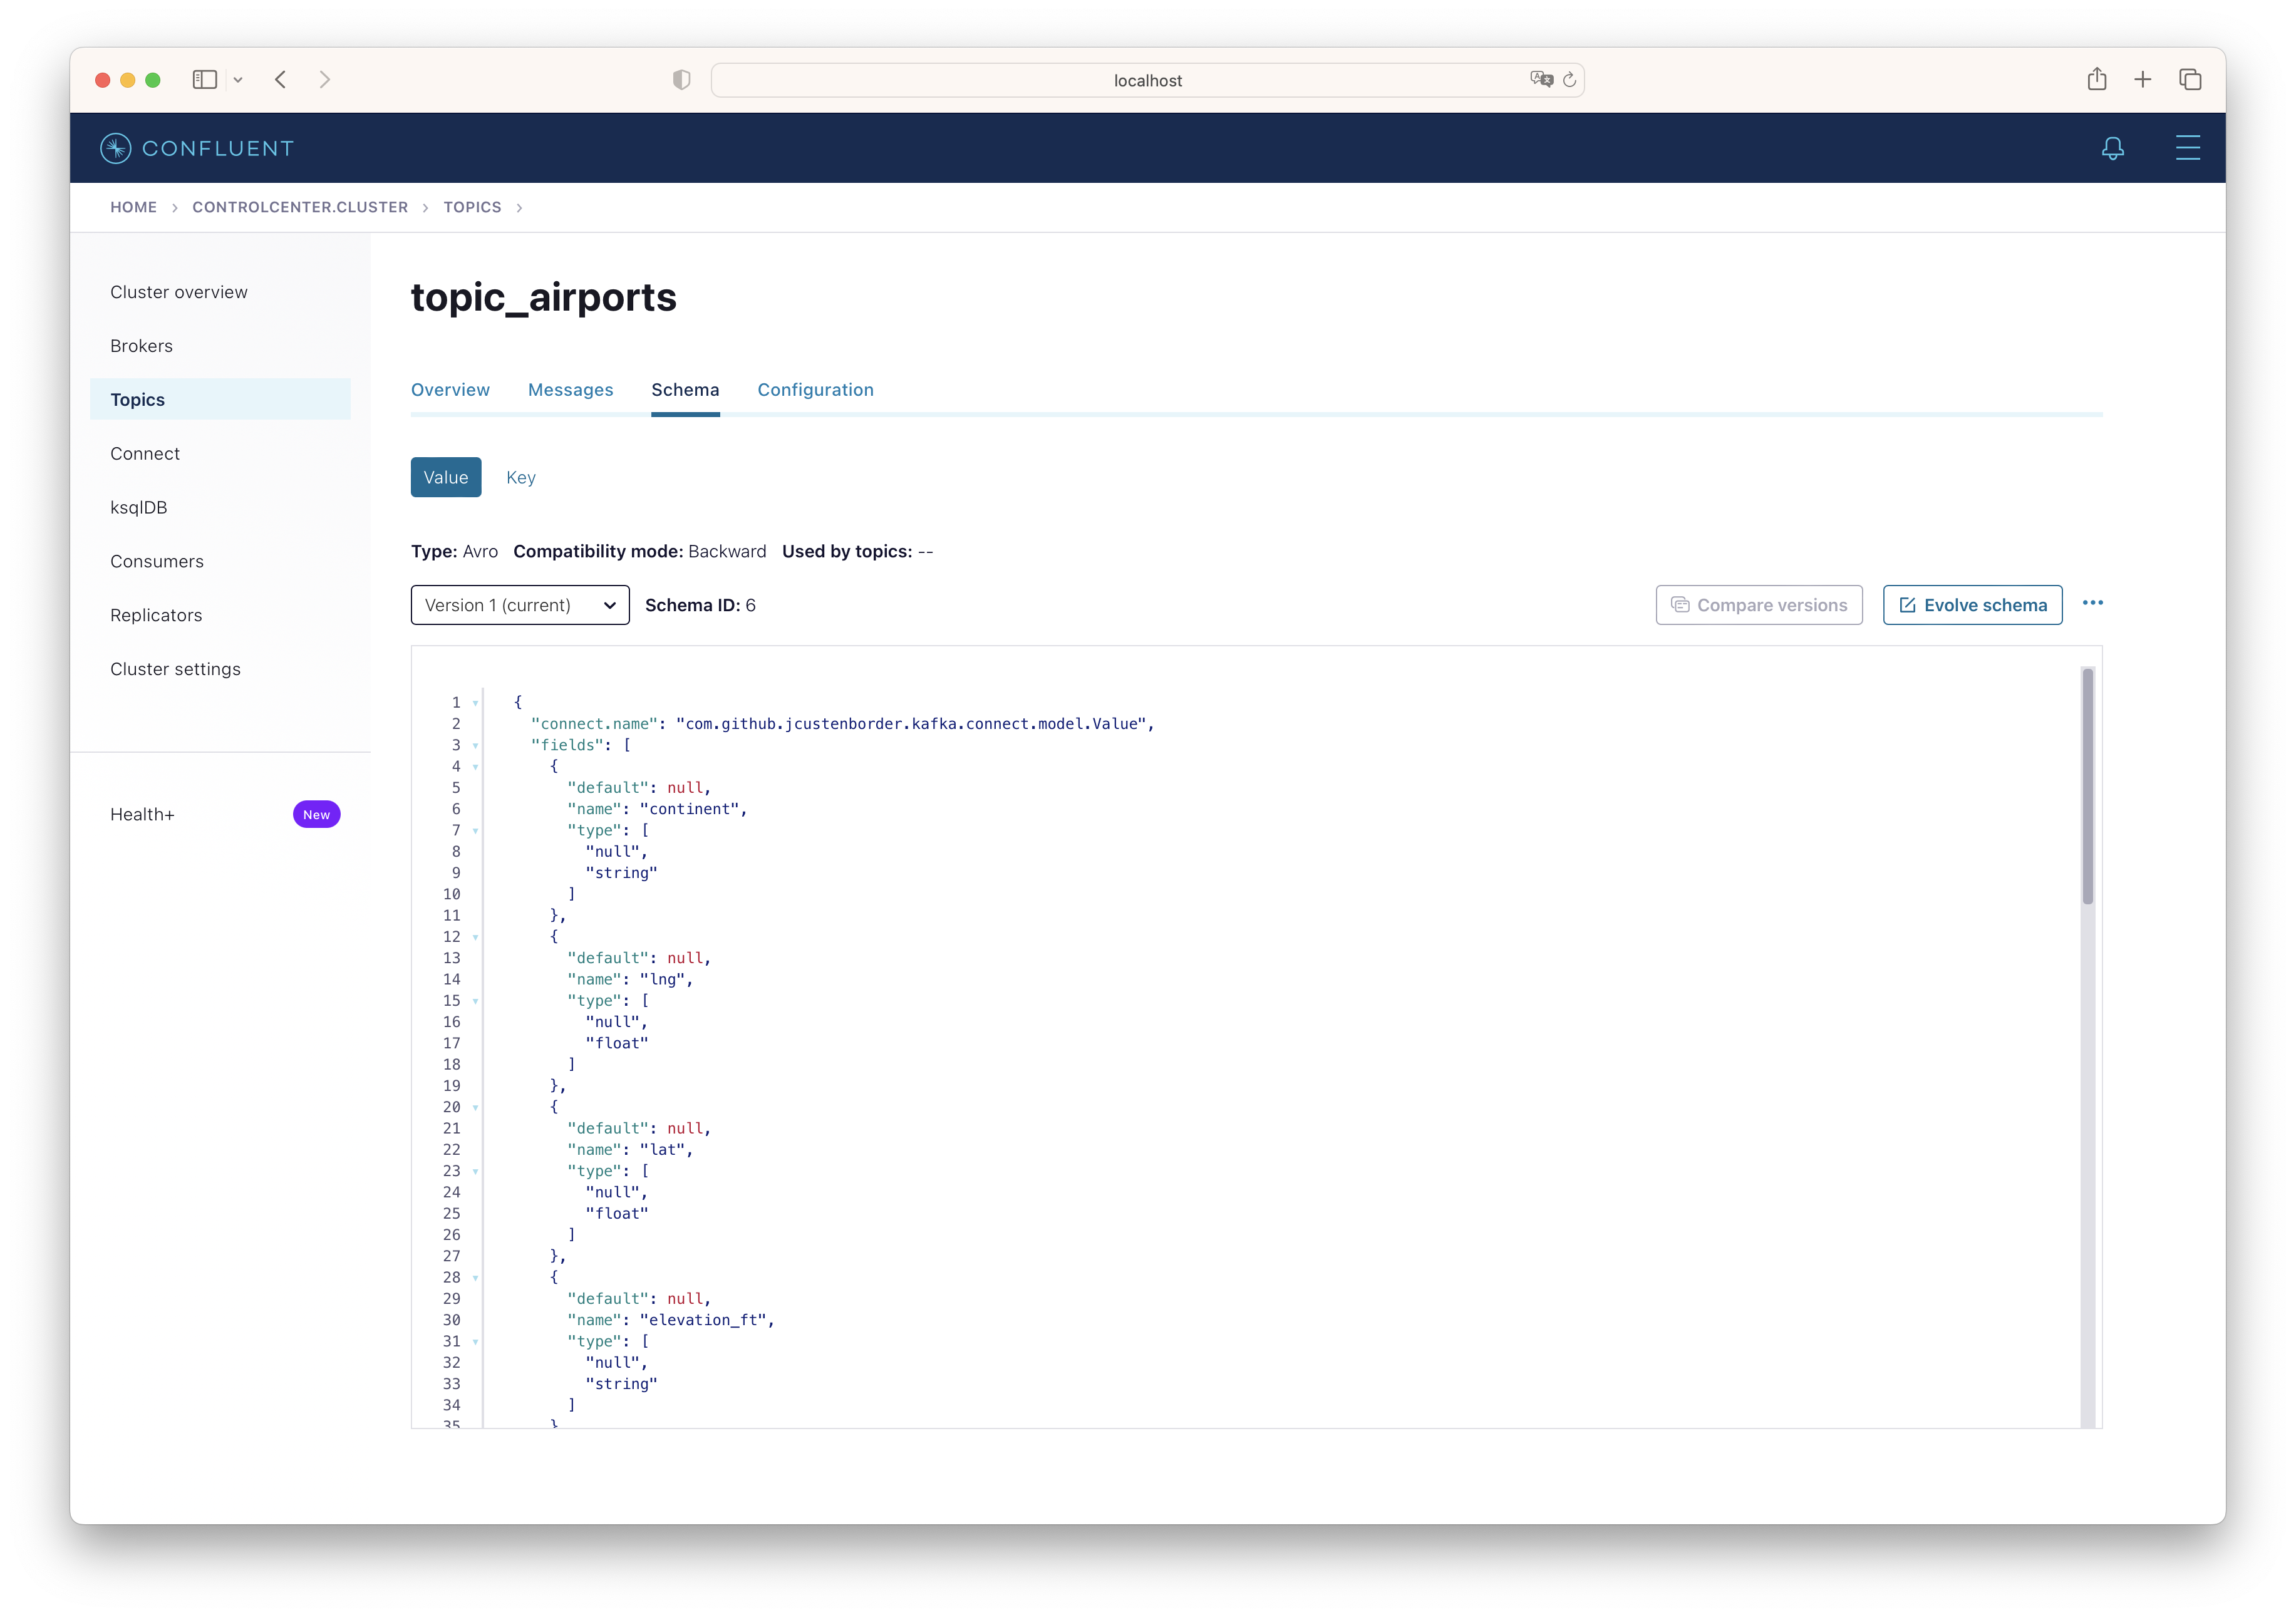 localhost
CONFLUENT
HOME > CONTROLCENTER.CLUSTER > TOPICS >
Cluster overview
Brokers
Topics
Connect
ksqlDB
Consumers
Replicators
Cluster settings
Health+ New
topic_airports
Overview Messages Schema Configuration
Value Key
Type: Avro Compatibility mode: Backward Used by topics: --
Version 1 (current) Schema ID: 6 Compare versions Evolve schema
1 {
2 "connect.name": "com.github.jcustenborder.kafka.connect.model.Value",
3 "fields": [
4 {
5 "default": null,
6 "name": "continent",
7 "type": [
8 "null",
9 "string"
10 ]
11 },
12 {
13 "default": null,
14 "name": "lng",
15 "type": [
16 "null",
17 "float"
18 ]
19 },
20 {
21 "default": null,
22 "name": "lat",
23 "type": [
24 "null",
25 "float"
26 ]
27 },
28 {
29 "default": null,
30 "name": "elevation_ft",
31 "type": [
32 "null",
33 "string"
34 ]
35 }